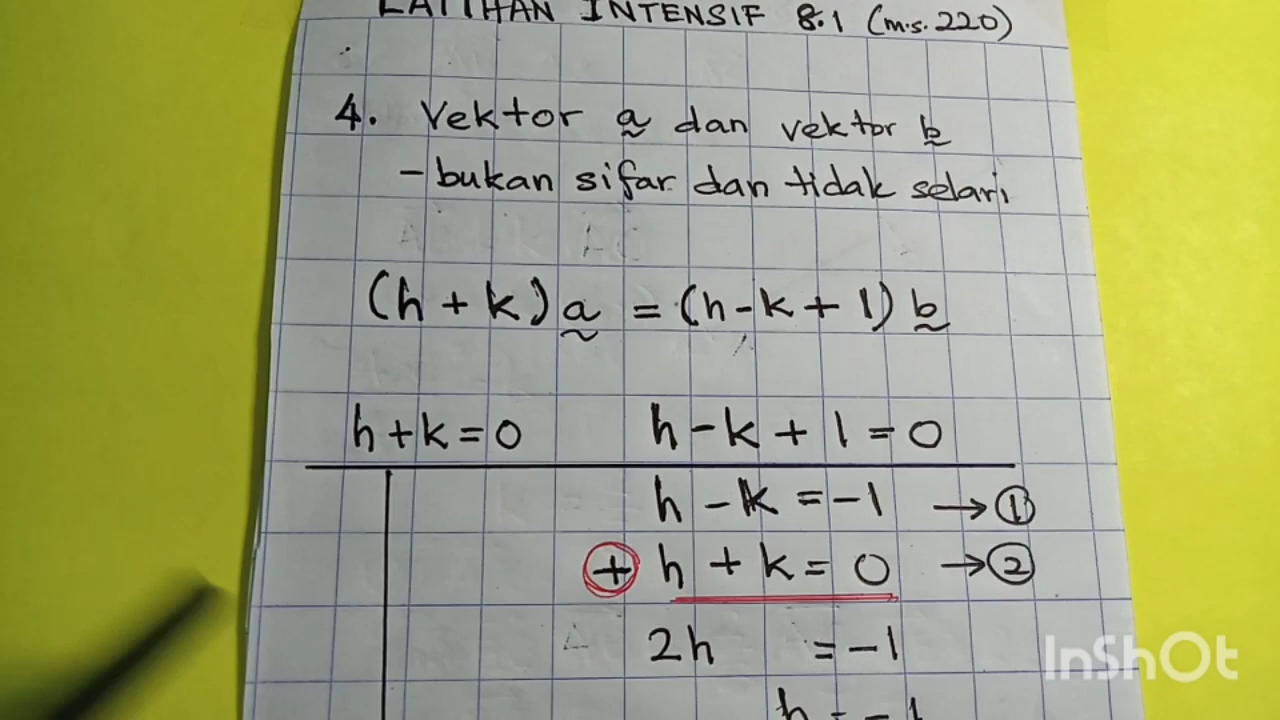 LATIHAN INTENSIF 8.1 (m.s. 220)
4. Vektor a̰ dan vektor b̰
- bukan sifar dan tidak selari
(h + k) a̰ = (h - k + 1) b̰
h + k = 0 h - k + 1 = 0
h - k = -1 → ①
+ h + k = 0 → ②
2h = -1
InShOt